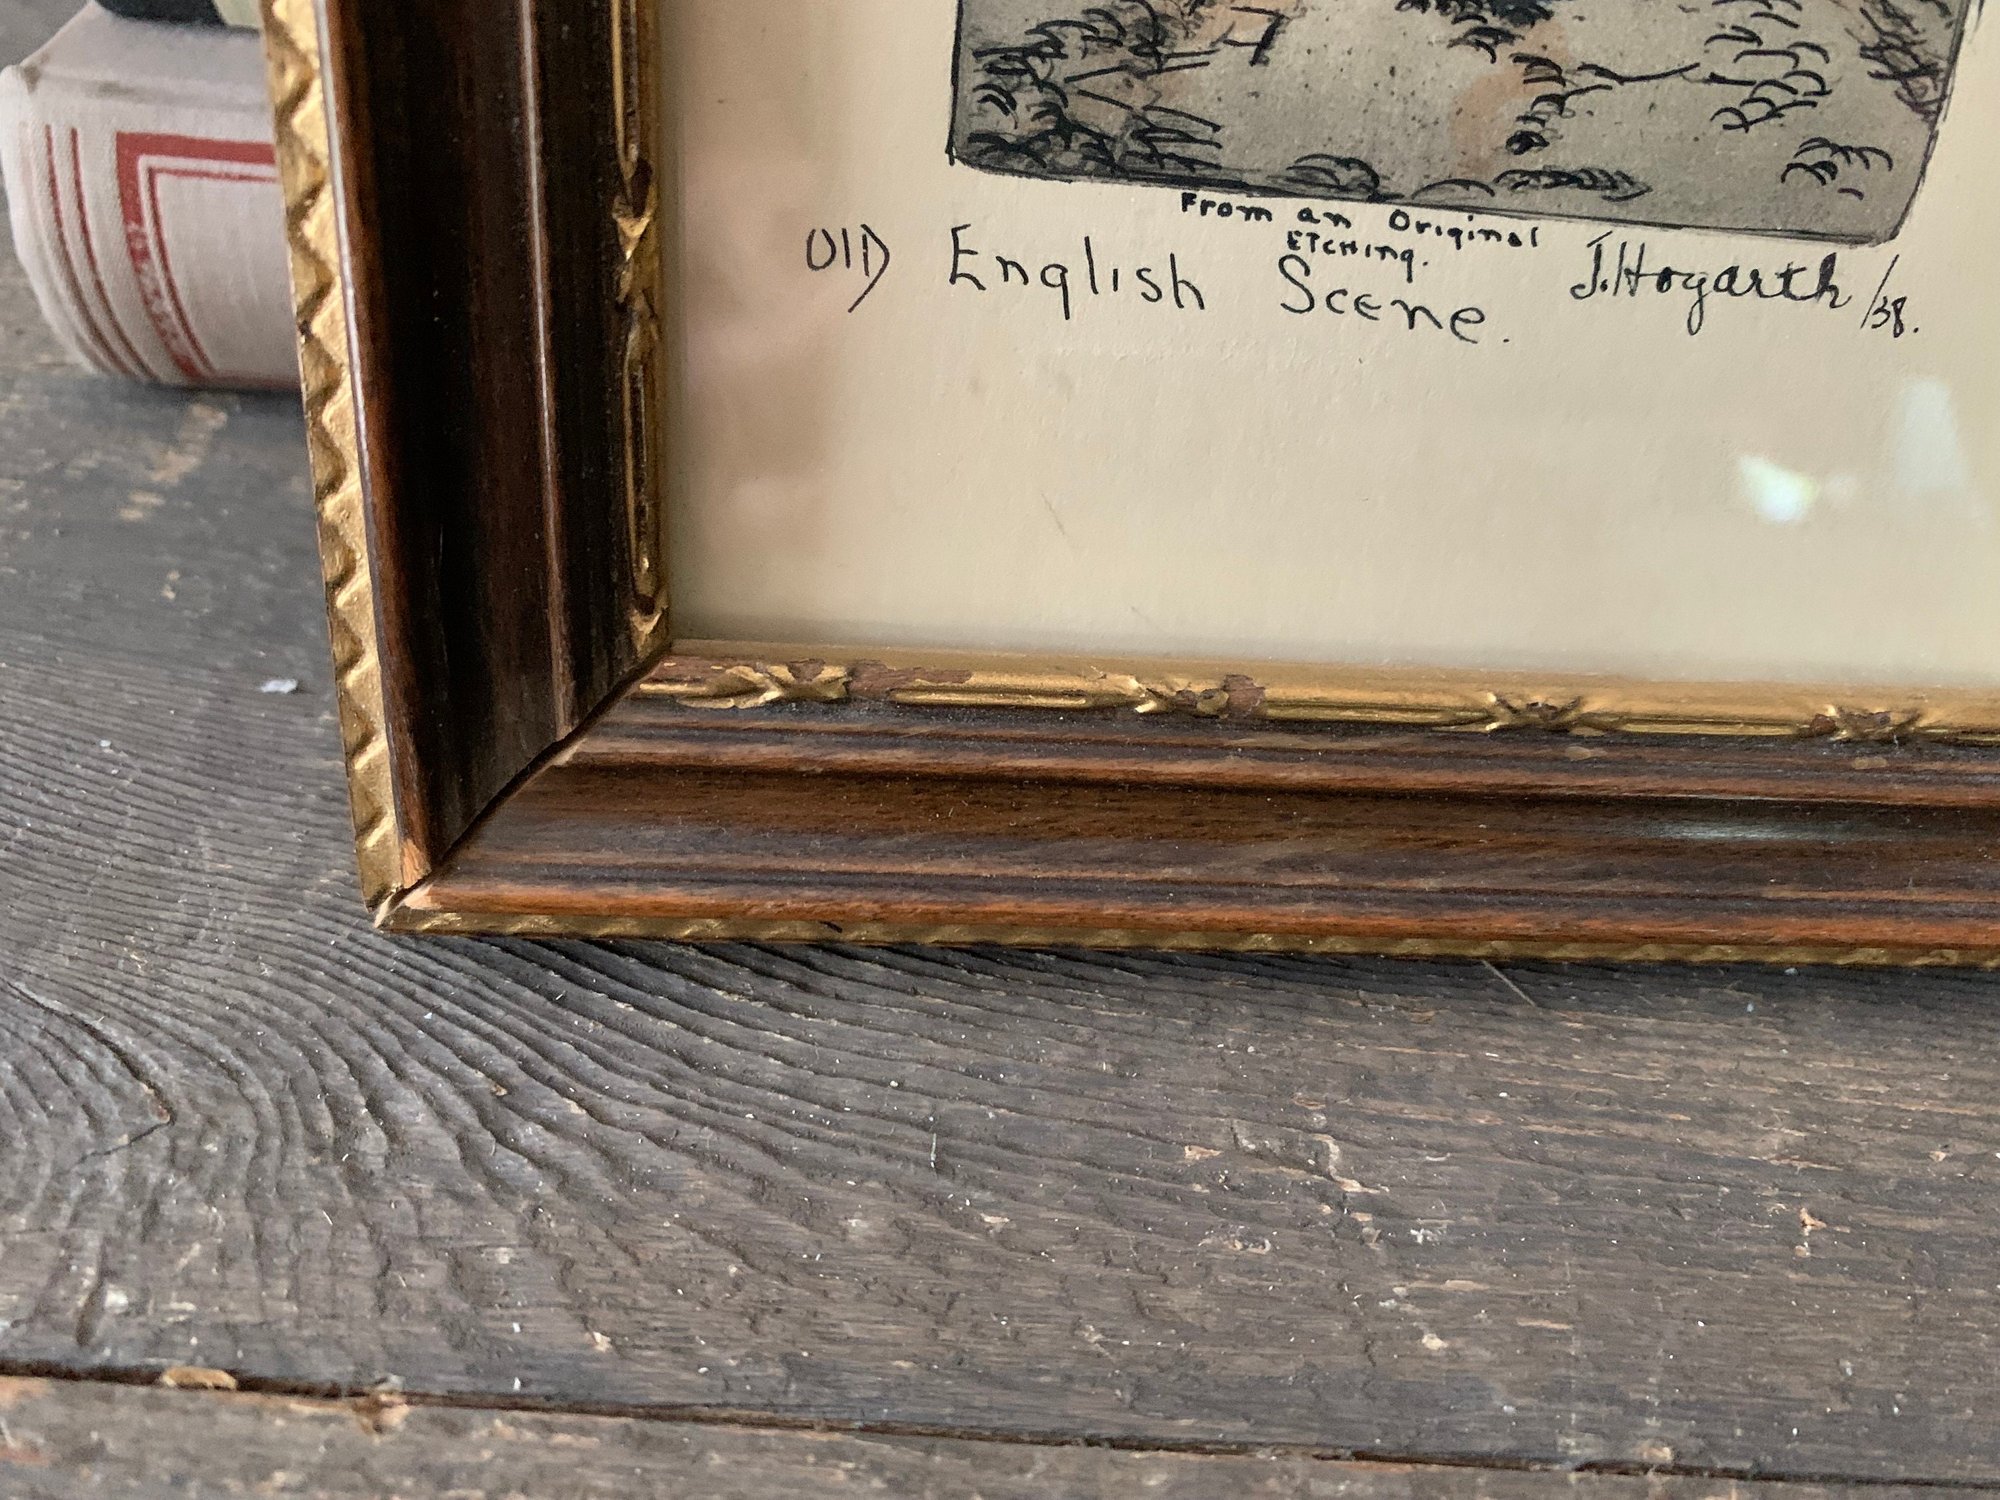 From an Original
Etching.
Old English Scene. J. Hogarth /38.